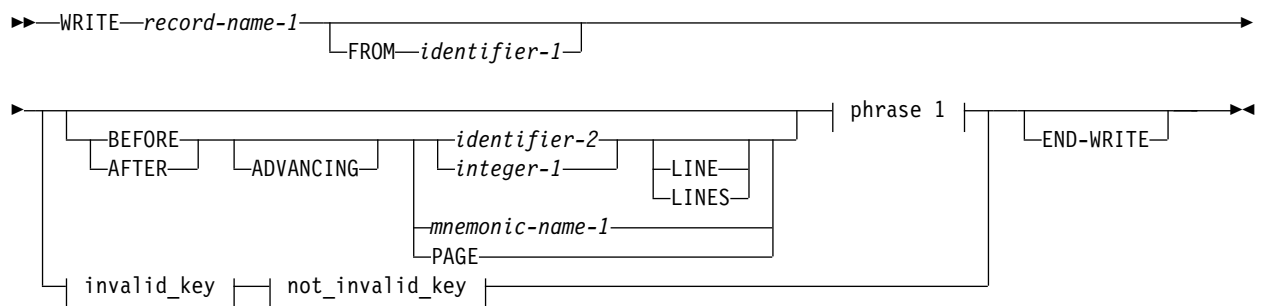 WRITE record-name-1
FROM identifier-1
BEFORE identifier-2 phrase 1
AFTER ADVANCING integer-1 LINE END-WRITE
LINES
mnemonic-name-1
PAGE
invalid_key not_invalid_key